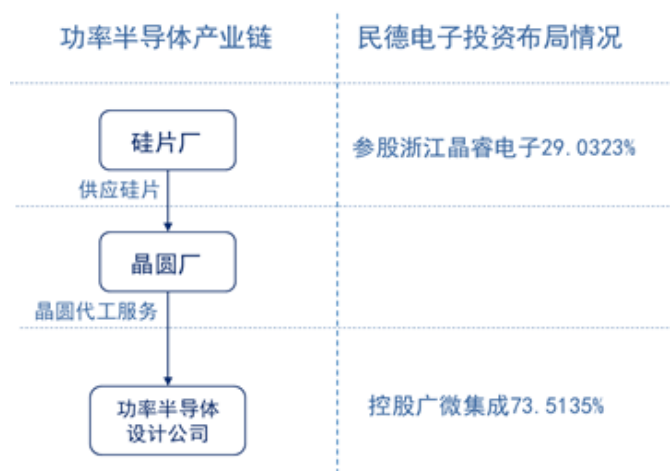 功率半导体产业链
民德电子投资布局情况
硅片厂
参股浙江晶睿电子29.0323%
供应硅片
晶圆厂
晶圆代工服务
功率半导体
设计公司
控股广微集成73.5135%